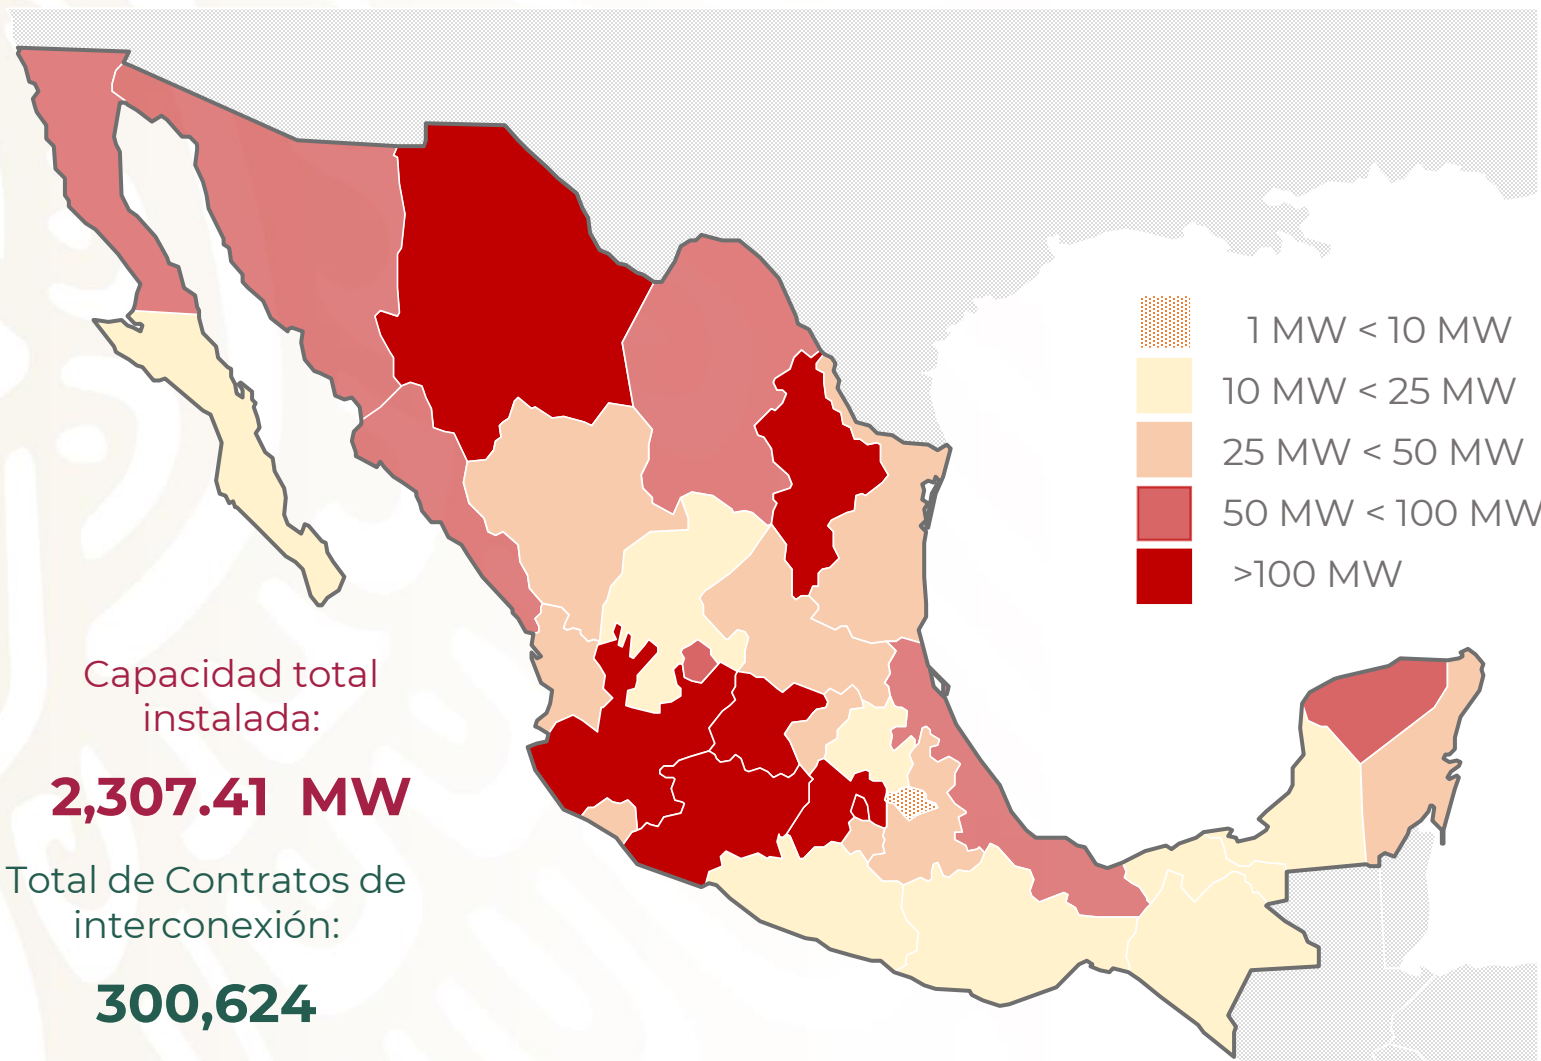 1 MW < 10 MW
10 MW < 25 MW
25 MW < 50 MW
50 MW < 100 MW
>100 MW
Capacidad total
instalada:
2,307.41 MW
Total de Contratos de
interconexión:
300,624